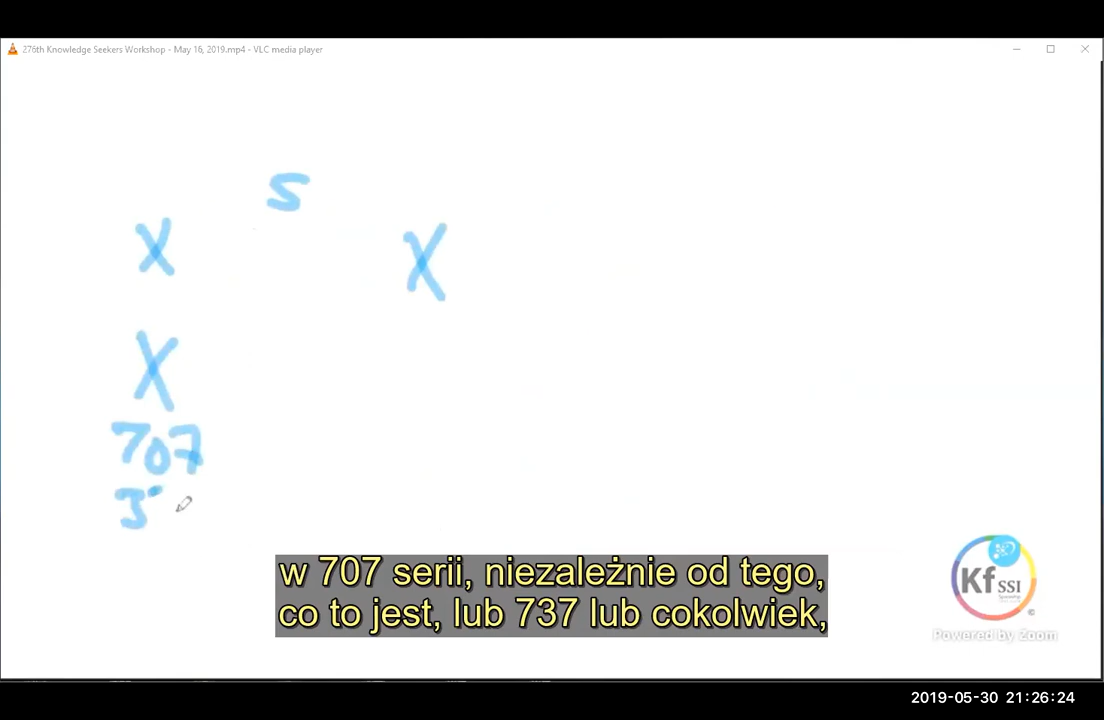 276th Knowledge Seekers Workshop - May 16, 2019.mp4 - VLC media player
S
X X
X
707
3
w 707 serii, niezależnie od tego,
co to jest, lub 737 lub cokolwiek,
Kf SSI
Powered by Zoom
2019-05-30 21:26:24